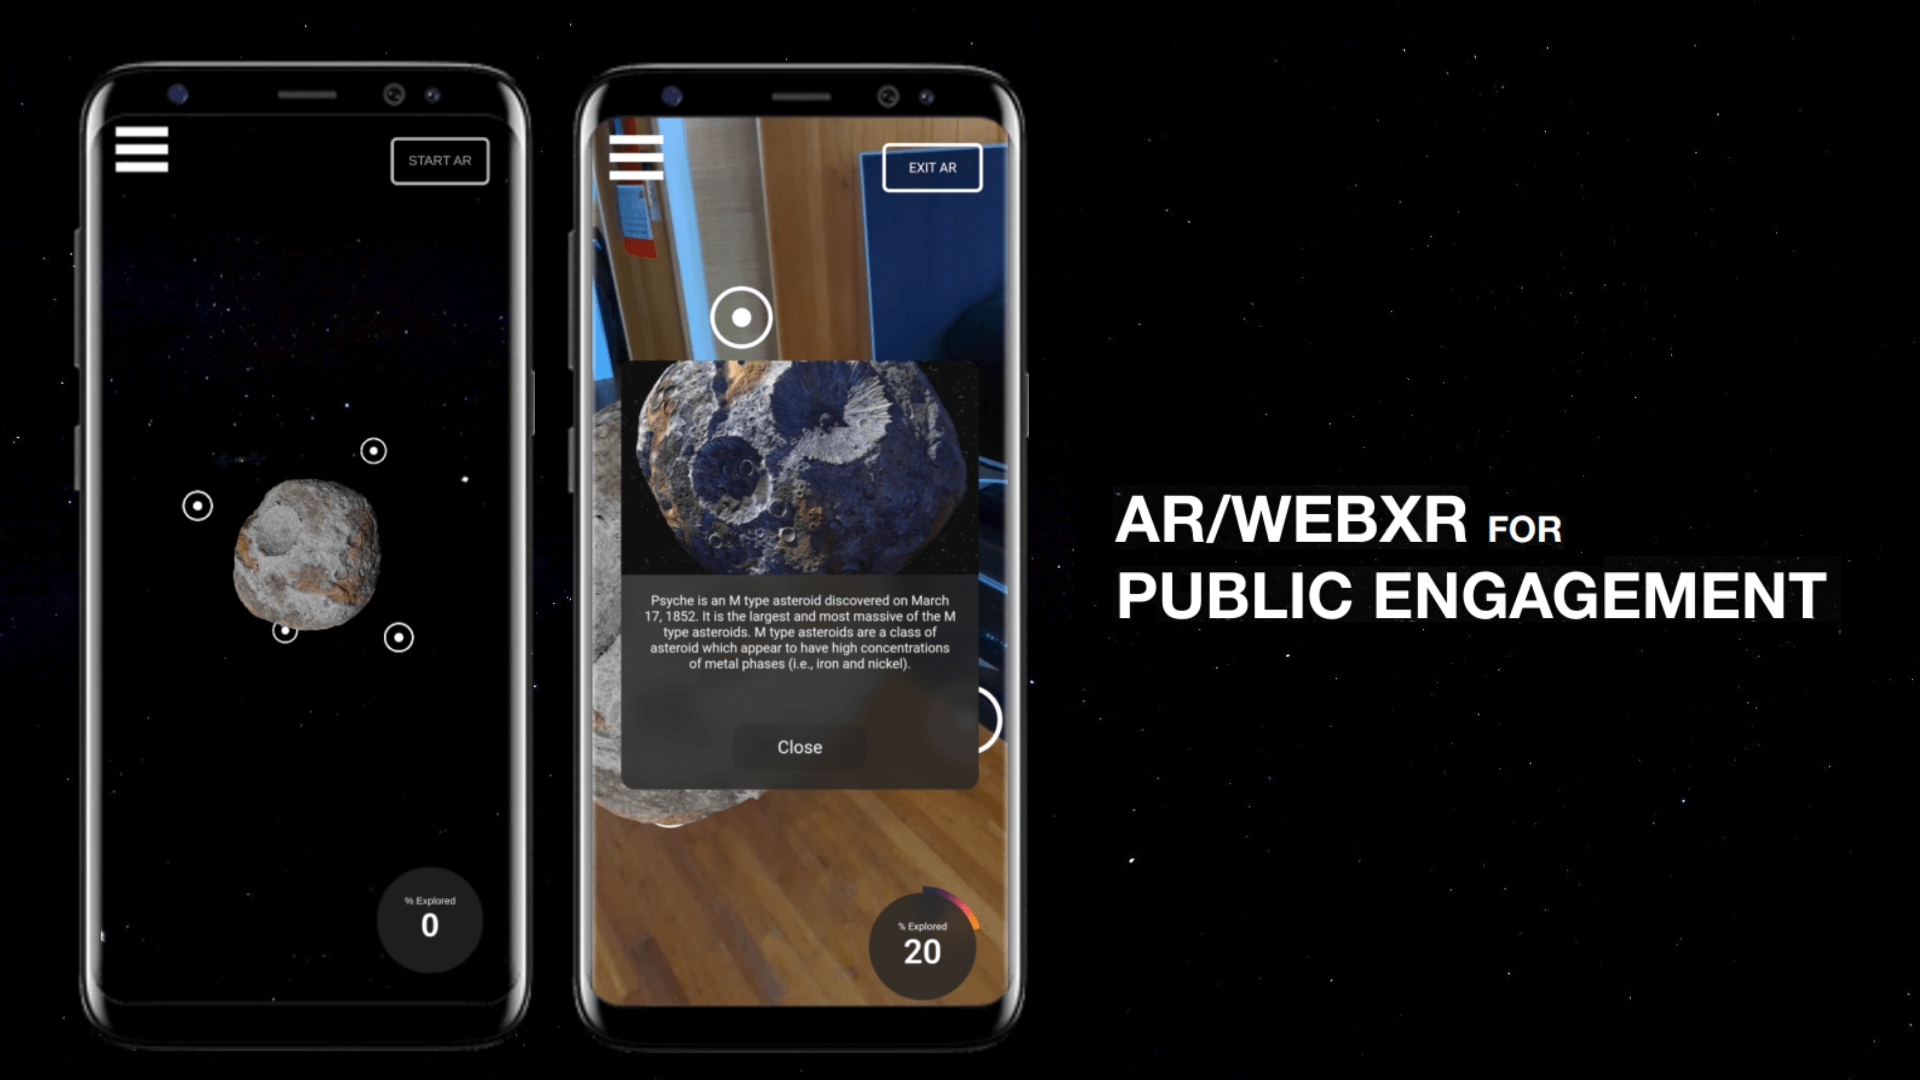 START AR
% Explored
0
EXIT AR
Psyche is an M type asteroid discovered on March
17, 1852. It is the largest and most massive of the M
type asteroids. M type asteroids are a class of
asteroid which appear to have high concentrations
of metal phases (i.e., iron and nickel).
Close
% Explored
20
AR/WEBXR FOR
PUBLIC ENGAGEMENT